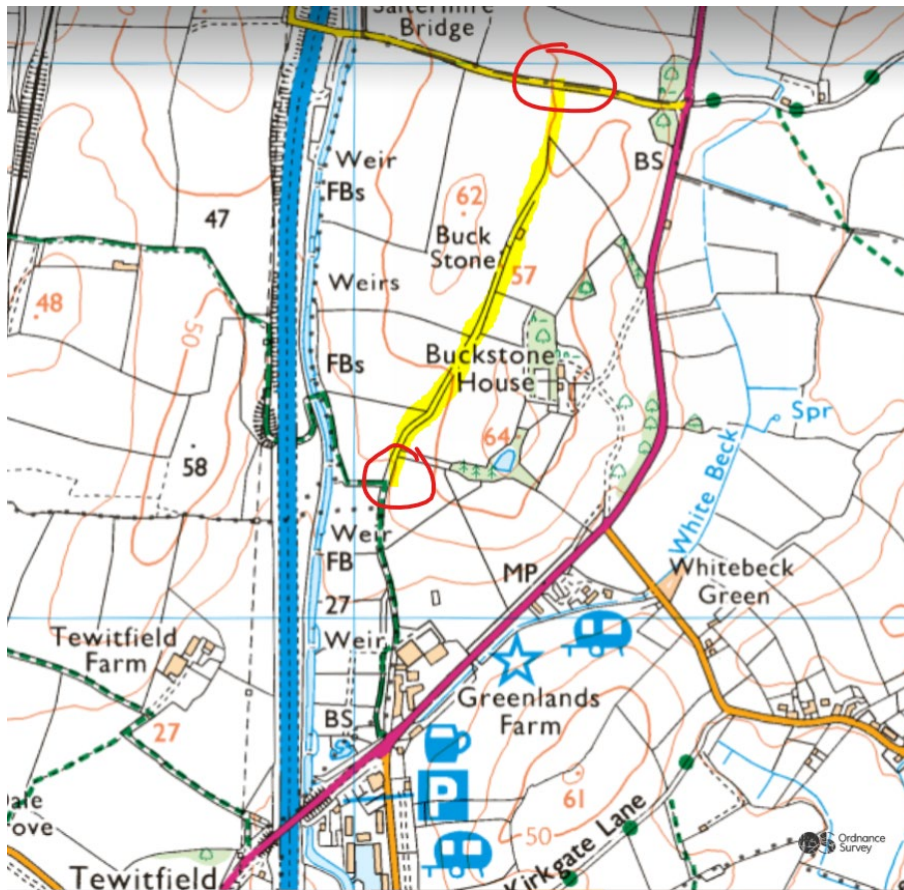 Saltermire
Bridge
Weir
FBs
BS
62
47
Buck
Stone
57
Weirs
48
50
FBs
Buckstone
House
Spr
64
58
White Beck
Weir
FB
MP
Whitebeck
Green
27
Tewitfield
Farm
Weir
Greenlands
Farm
BS
27
P
61
50
Kirkgate Lane
Ordnance
Survey
Tewitfield